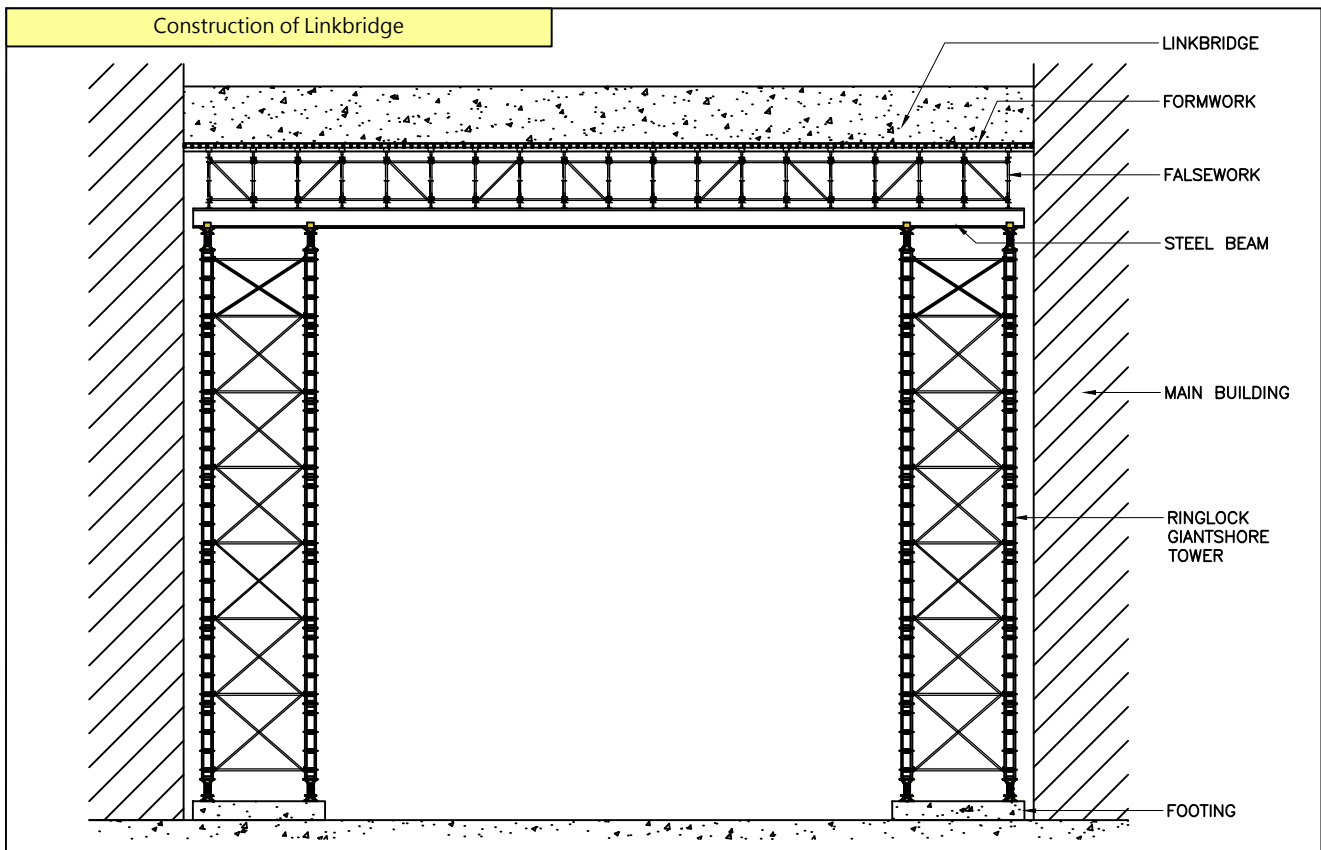 Construction of Linkbridge
LINKBRIDGE
FORMWORK
FALSEWORK
STEEL BEAM
MAIN BUILDING
RINGLOCK
GIANTSHORE
TOWER
FOOTING